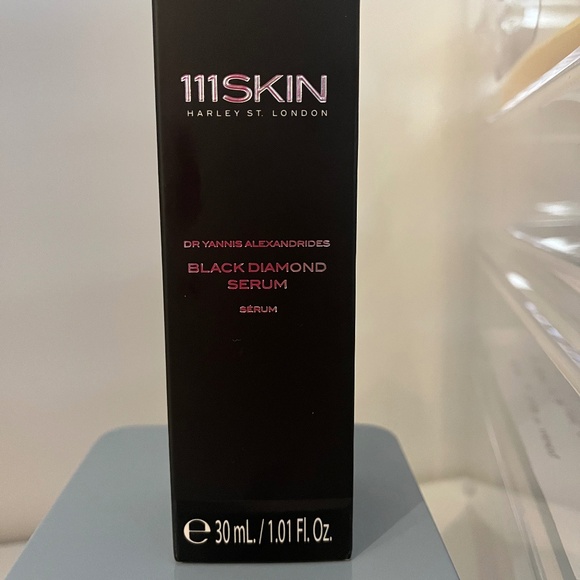 111SKIN
HARLEY ST. LONDON
DR YANNIS ALEXANDRIDES
BLACK DIAMOND
SERUM
SÉRUM
℮ 30 mL. / 1.01 Fl. Oz.